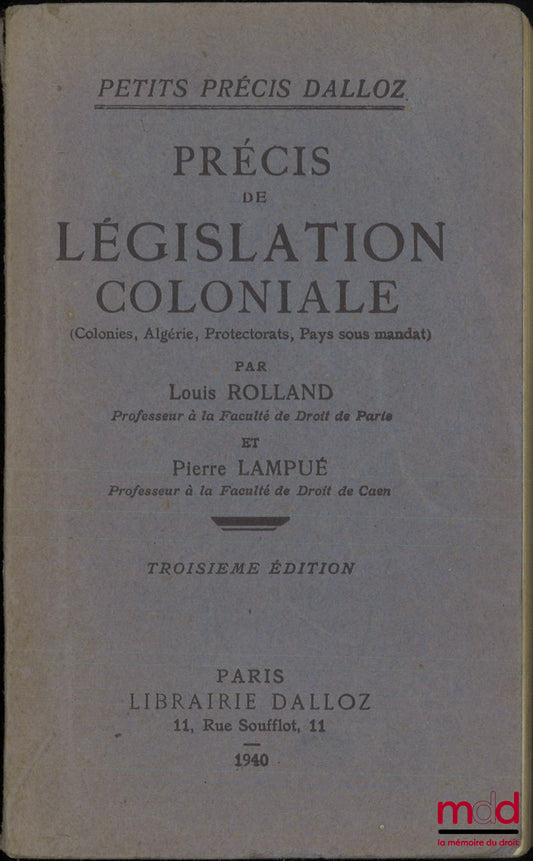 PETITS PRÉCIS DALLOZ
PRÉCIS
DE
LÉGISLATION
COLONIALE
(Colonies, Algérie, Protectorats, Pays sous mandat)
PAR
Louis ROLLAND
Professeur à la Faculté de Droit de Paris
ET
Pierre LAMPUÉ
Professeur à la Faculté de Droit de Caen
TROISIEME ÉDITION
PARIS
LIBRAIRIE DALLOZ
11, Rue Soufflot, 11
1940
mdd
la mémoire du droit